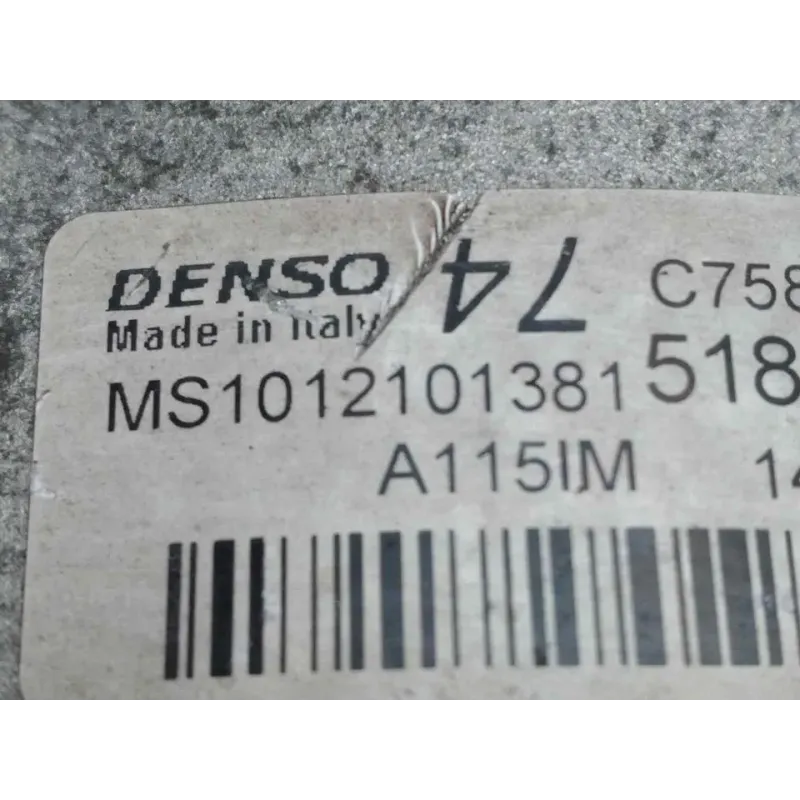 DENSO 74 C758
Made in Italy
MS1012101381 518
A115IM 14